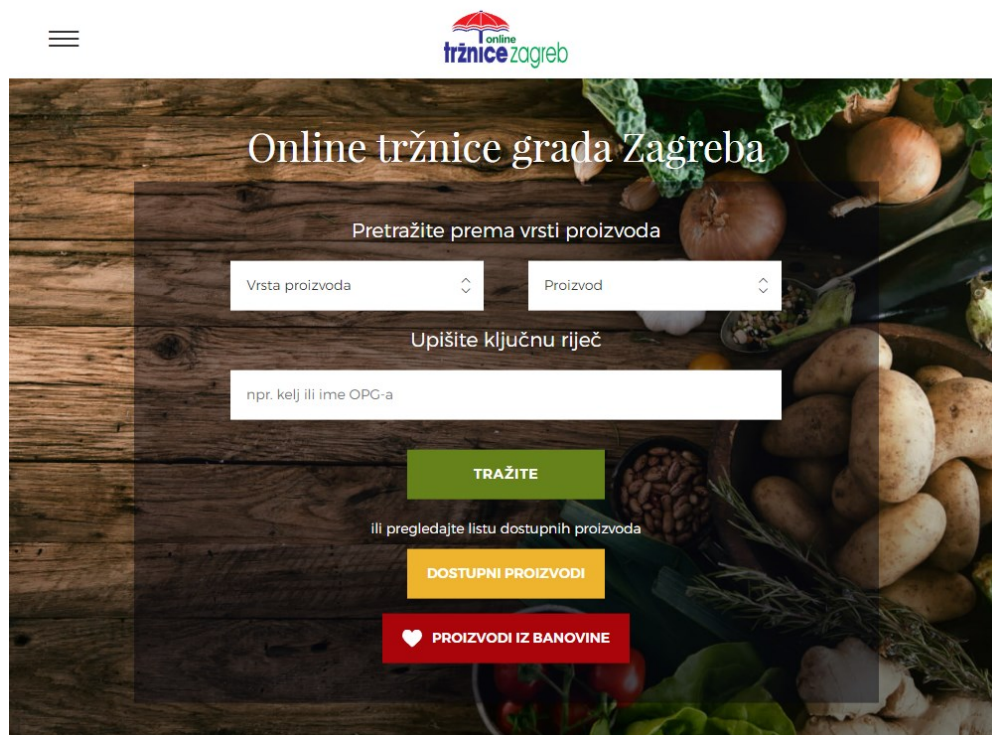 online
tržnice zagreb
Online tržnice grada Zagreba
Pretražite prema vrsti proizvoda
Vrsta proizvoda
Proizvod
Upišite ključnu riječ
npr. kelj ili ime OPG-a
TRAŽITE
ili pregledajte listu dostupnih proizvoda
DOSTUPNI PROIZVODI
PROIZVODI IZ BANOVINE